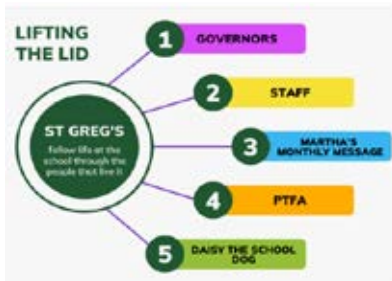 LIFTING
THE LID
1
GOVERNORS
2
STAFF
ST GREG'S
Follow life at the
school through the
people that live it
3
MARTHA'S
MONTHLY MESSAGE
4
PTFA
5
DAISY THE SCHOOL
DOG